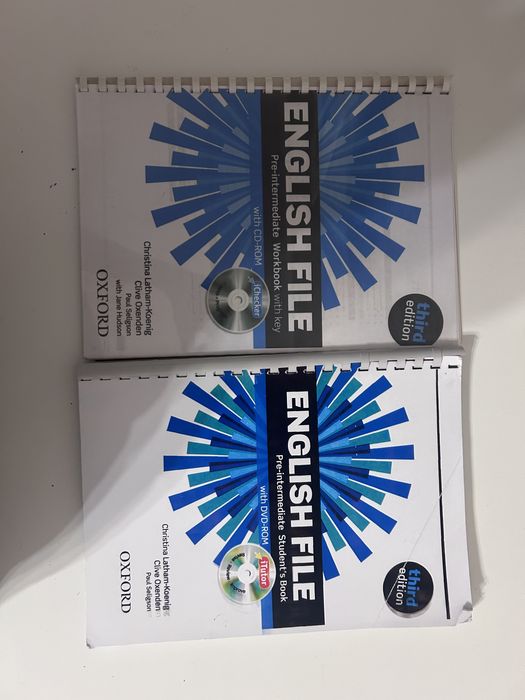 ENGLISH FILE
Pre-intermediate Workbook with key
with CD-ROM
iChecker
third
edition
Christina Latham-Koenig
Clive Oxenden
Paul Seligson
with Jane Hudson
OXFORD
ENGLISH FILE
Pre-intermediate Student's Book
with DVD-ROM
iTutor
third
edition
Christina Latham-Koenig
Clive Oxenden
Paul Seligson
OXFORD